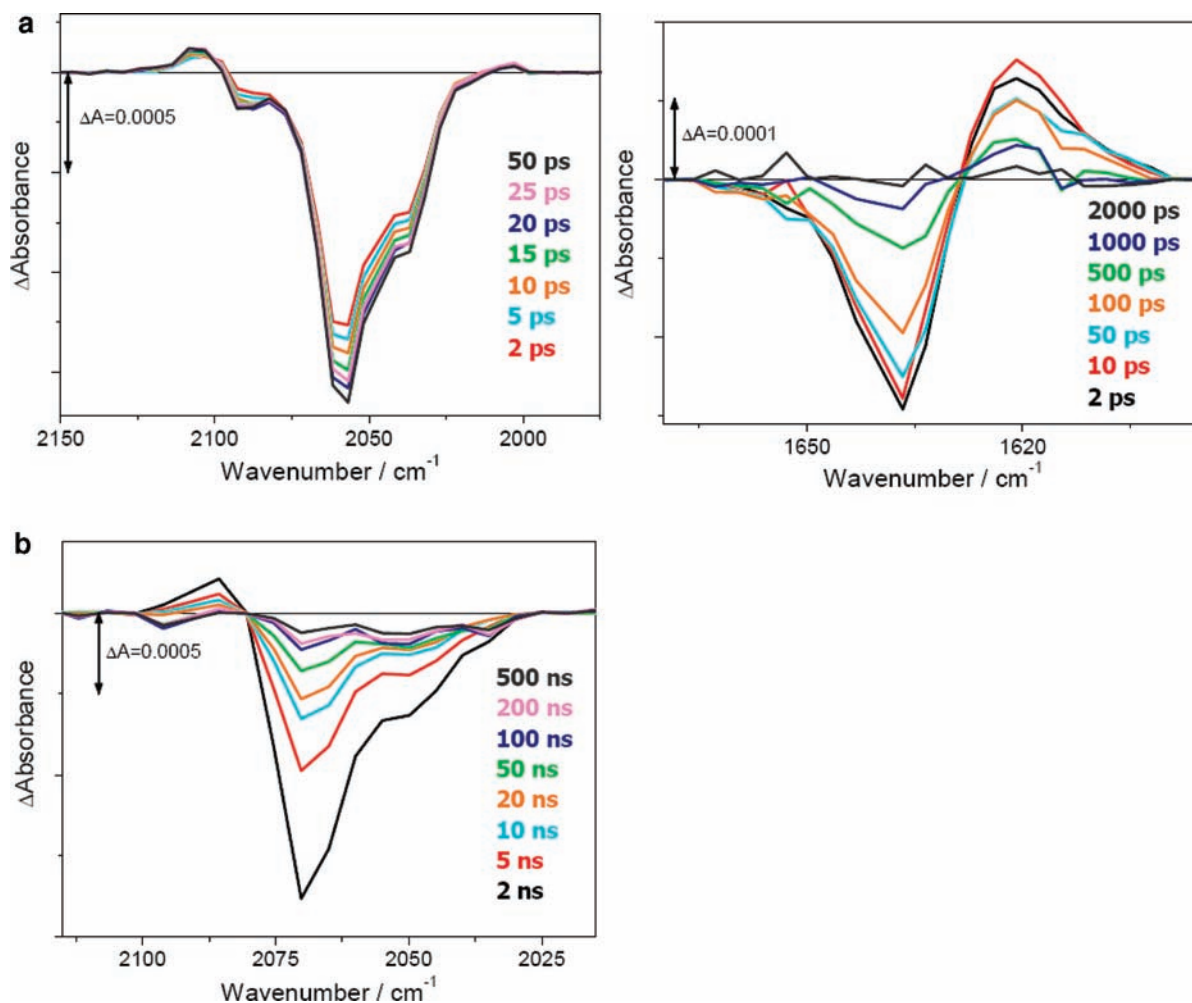 a
ΔA=0.0005
ΔAbsorbance
50 ps
25 ps
20 ps
15 ps
10 ps
5 ps
2 ps
2150 2100 2050 2000
Wavenumber / cm⁻¹
ΔA=0.0001
ΔAbsorbance
2000 ps
1000 ps
500 ps
100 ps
50 ps
10 ps
2 ps
1650 1620
Wavenumber / cm⁻¹
b
ΔA=0.0005
ΔAbsorbance
500 ns
200 ns
100 ns
50 ns
20 ns
10 ns
5 ns
2 ns
2100 2075 2050 2025
Wavenumber / cm⁻¹